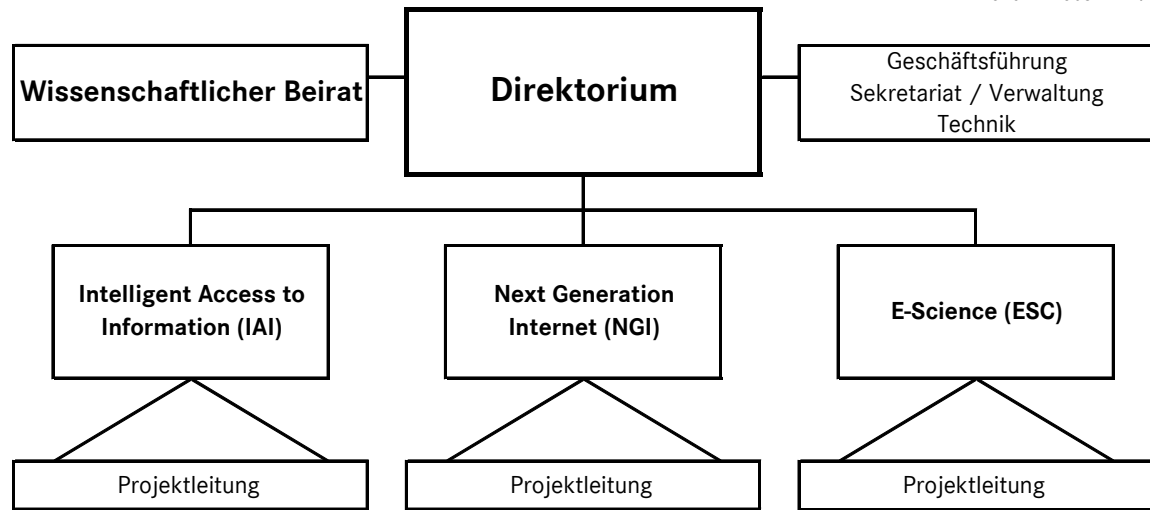 Wissenschaftlicher Beirat
Direktorium
Geschäftsführung
Sekretariat / Verwaltung
Technik
Intelligent Access to
Information (IAI)
Next Generation
Internet (NGI)
E-Science (ESC)
Projektleitung
Projektleitung
Projektleitung